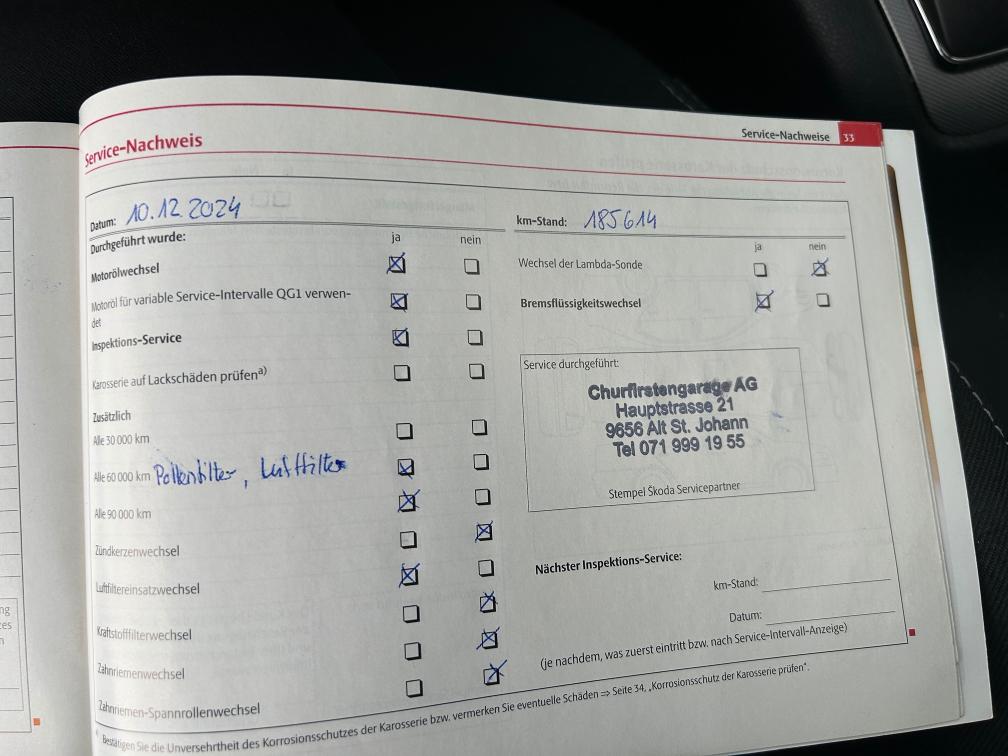 Service-Nachweise 33
Service-Nachweis
Datum: 10.12.2024
Durchgeführt wurde: ja nein
Motorölwechsel
Motoröl für variable Service-Intervalle QG1 verwen-
det
Inspektions-Service
Karosserie auf Lackschäden prüfen a)
Zusätzlich
Alle 30 000 km
Alle 60 000 km Pollenfilter, Luftfilter
Alle 90 000 km
Zündkerzenwechsel
Luftfiltereinsatzwechsel
Kraftstofffilterwechsel
Zahnriemenwechsel
Zahnriemen-Spannrollenwechsel
km-Stand: 185614
ja nein
Wechsel der Lambda-Sonde
Bremsflüssigkeitswechsel
Service durchgeführt:
Churfirstengarage AG
Hauptstrasse 21
9656 Alt St. Johann
Tel 071 999 19 55
Stempel Škoda Servicepartner
Nächster Inspektions-Service:
km-Stand:
Datum:
(je nachdem, was zuerst eintritt bzw. nach Service-Intervall-Anzeige)
Bestätigen Sie die Unversehrtheit des Korrosionsschutzes der Karosserie bzw. vermerken Sie eventuelle Schäden ⇒ Seite 34, „Korrosionsschutz der Karosserie prüfen".